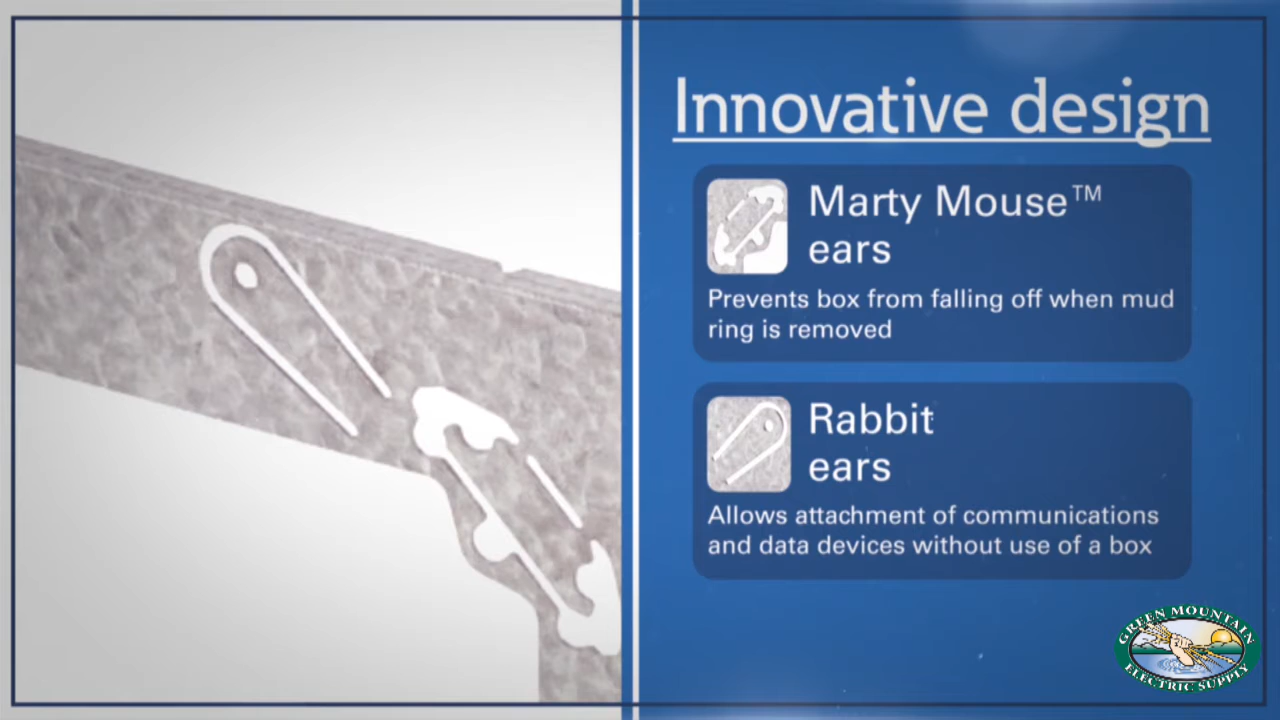 Innovative design
Marty Mouse™
ears
Prevents box from falling off when mud
ring is removed
Rabbit
ears
Allows attachment of communications
and data devices without use of a box
GREEN MOUNTAIN
ELECTRIC SUPPLY